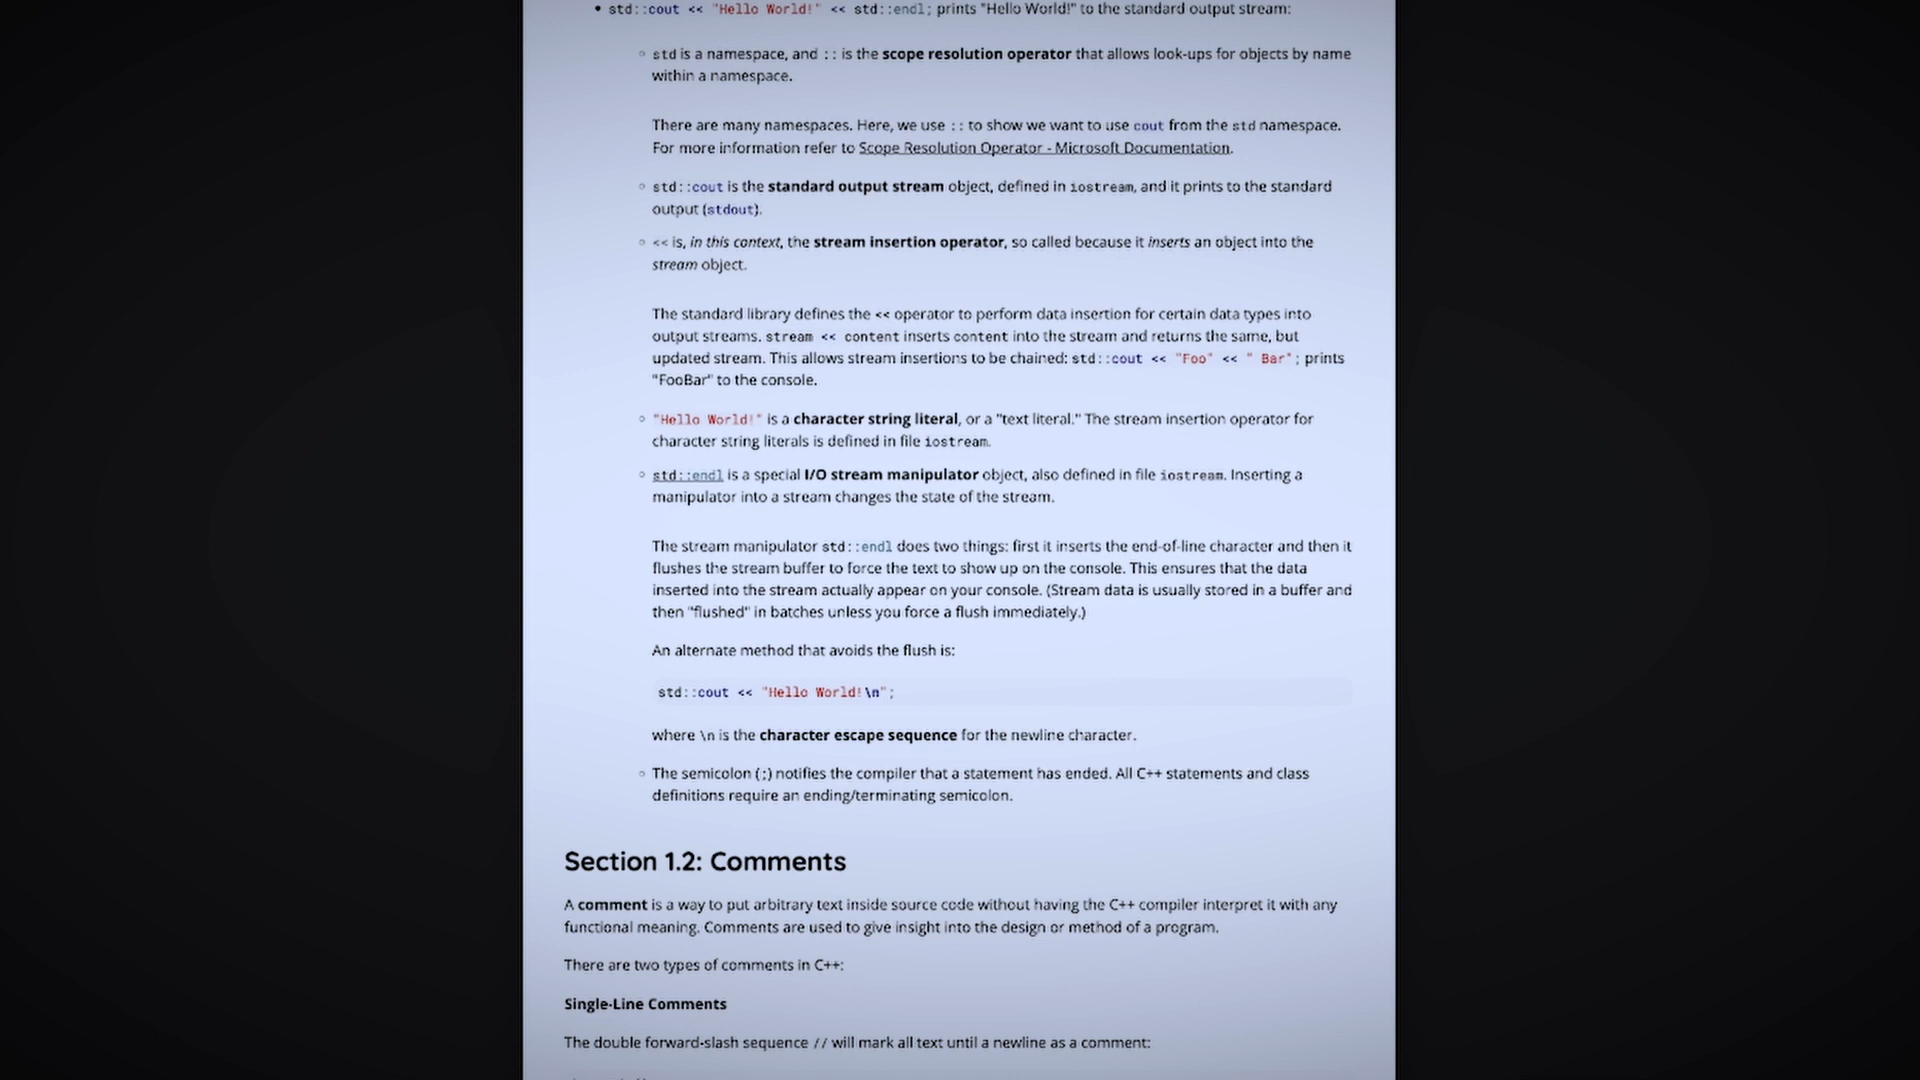 • std::cout << "Hello World!" << std::endl; prints "Hello World!" to the standard output stream:
◦ std is a namespace, and :: is the scope resolution operator that allows look-ups for objects by name
within a namespace.
There are many namespaces. Here, we use :: to show we want to use cout from the std namespace.
For more information refer to Scope Resolution Operator - Microsoft Documentation.
◦ std::cout is the standard output stream object, defined in iostream, and it prints to the standard
output (stdout).
◦ << is, in this context, the stream insertion operator, so called because it inserts an object into the
stream object.
The standard library defines the << operator to perform data insertion for certain data types into
output streams. stream << content inserts content into the stream and returns the same, but
updated stream. This allows stream insertions to be chained: std::cout << "Foo" << " Bar"; prints
"FooBar" to the console.
◦ "Hello World!" is a character string literal, or a "text literal." The stream insertion operator for
character string literals is defined in file iostream.
◦ std::endl is a special I/O stream manipulator object, also defined in file iostream. Inserting a
manipulator into a stream changes the state of the stream.
The stream manipulator std::endl does two things: first it inserts the end-of-line character and then it
flushes the stream buffer to force the text to show up on the console. This ensures that the data
inserted into the stream actually appear on your console. (Stream data is usually stored in a buffer and
then "flushed" in batches unless you force a flush immediately.)
An alternate method that avoids the flush is:
std::cout << "Hello World!\n";
where \n is the character escape sequence for the newline character.
◦ The semicolon (;) notifies the compiler that a statement has ended. All C++ statements and class
definitions require an ending/terminating semicolon.
Section 1.2: Comments
A comment is a way to put arbitrary text inside source code without having the C++ compiler interpret it with any
functional meaning. Comments are used to give insight into the design or method of a program.
There are two types of comments in C++:
Single-Line Comments
The double forward-slash sequence // will mark all text until a newline as a comment: